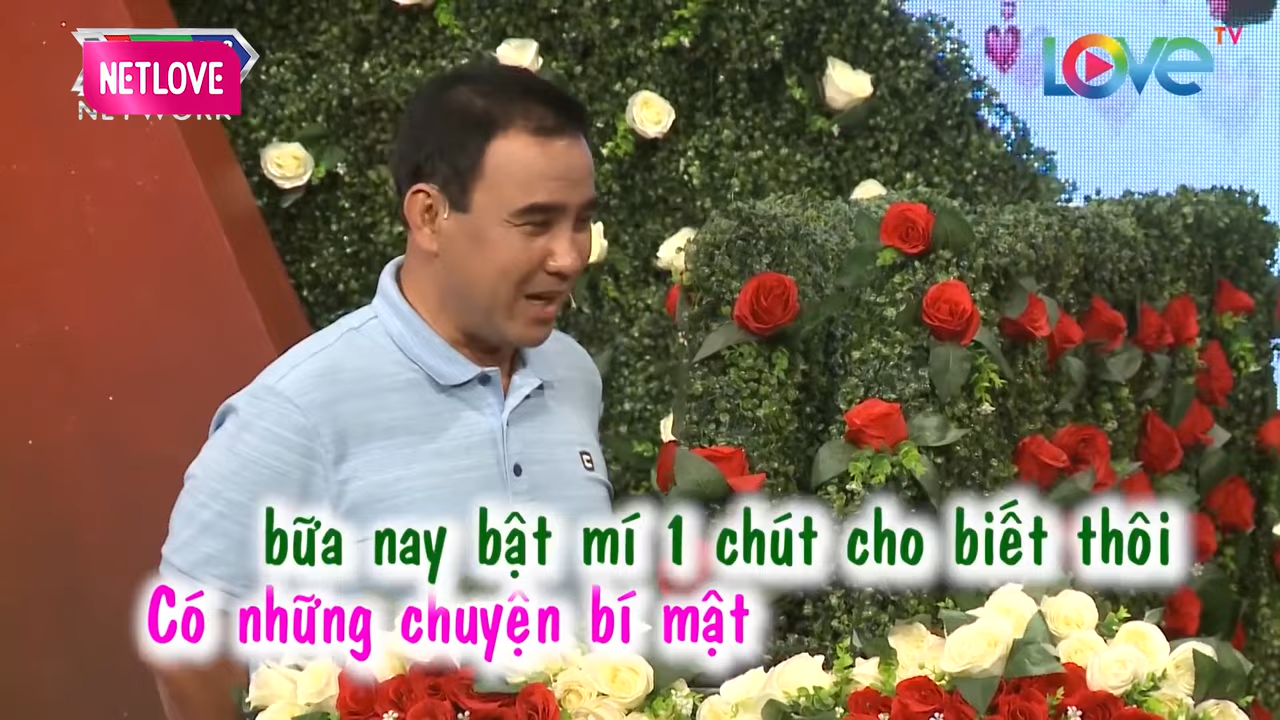 NETLOVE
NETWORK
LOVE TV
bữa nay bật mí 1 chút cho biết thôi
Có những chuyện bí mật